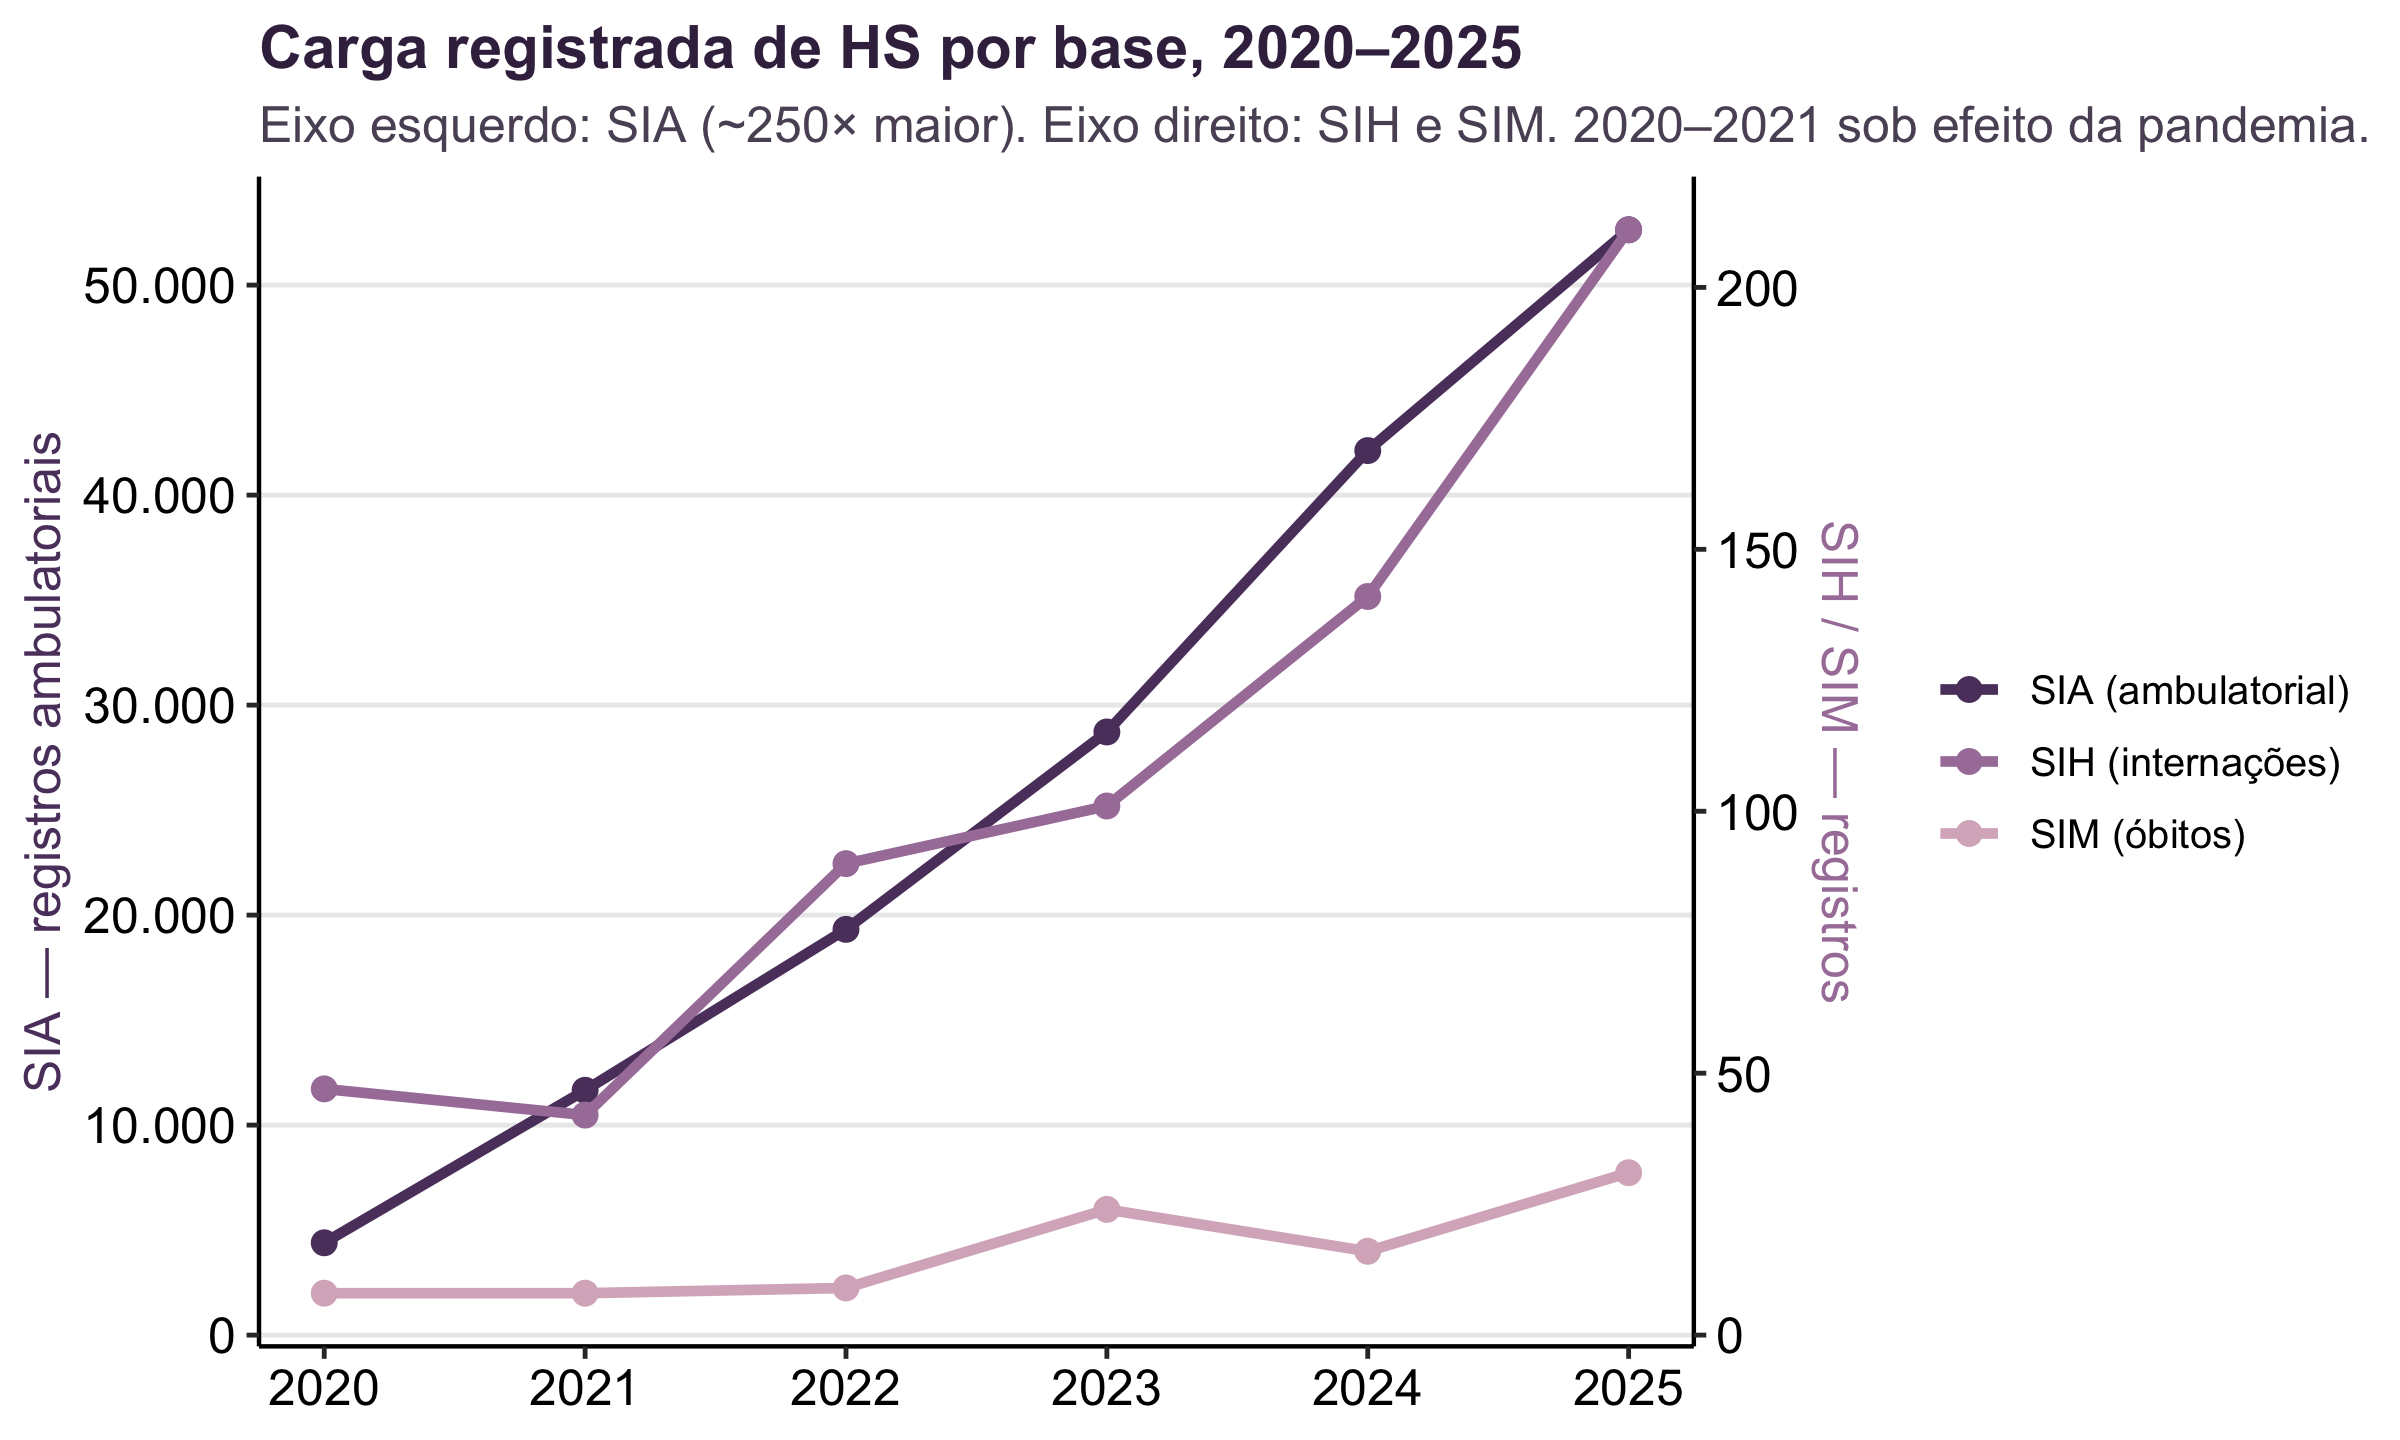 Carga registrada de HS por base, 2020–2025
Eixo esquerdo: SIA (~250× maior). Eixo direito: SIH e SIM. 2020–2021 sob efeito da pandemia.
SIA — registros ambulatoriais
50.000
40.000
30.000
20.000
10.000
0
2020
2021
2022
2023
2024
2025
200
150
100
50
0
SIH / SIM — registros
SIA (ambulatorial)
SIH (internações)
SIM (óbitos)